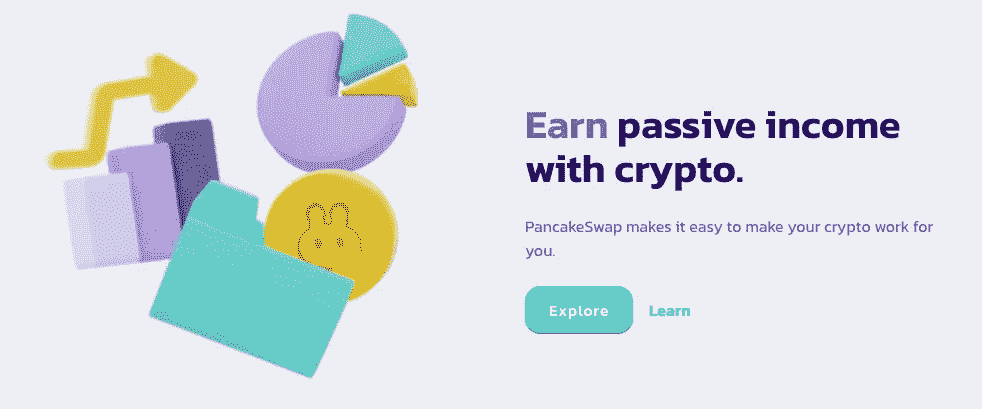 Earn passive income
with crypto.
PancakeSwap makes it easy to make your crypto work for
you.
Explore
Learn